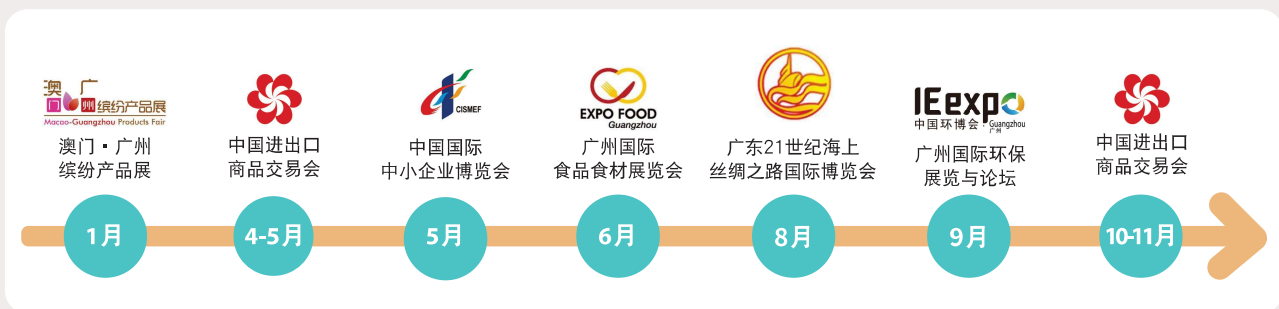 澳 广
门 州 缤纷产品展
Macao-Guangzhou Products Fair
澳门·广州
缤纷产品展
1月
中国进出口
商品交易会
4-5月
CISMEF
中国国际
中小企业博览会
5月
EXPO FOOD
Guangzhou
广州国际
食品食材展览会
6月
广东21世纪海上
丝绸之路国际博览会
8月
IEexpo
中国环博会·Guangzhou
广州
广州国际环保
展览与论坛
9月
中国进出口
商品交易会
10-11月